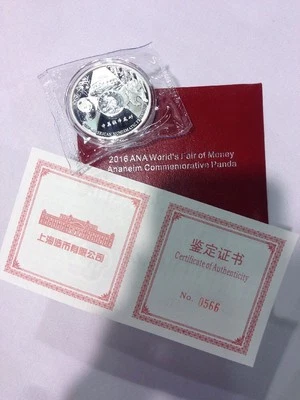 2016 ANA World's Fair of Money
Anaheim Commemorative Panda
上海造币有限公司
鉴定证书
Certificate of Authenticity
No. 0566